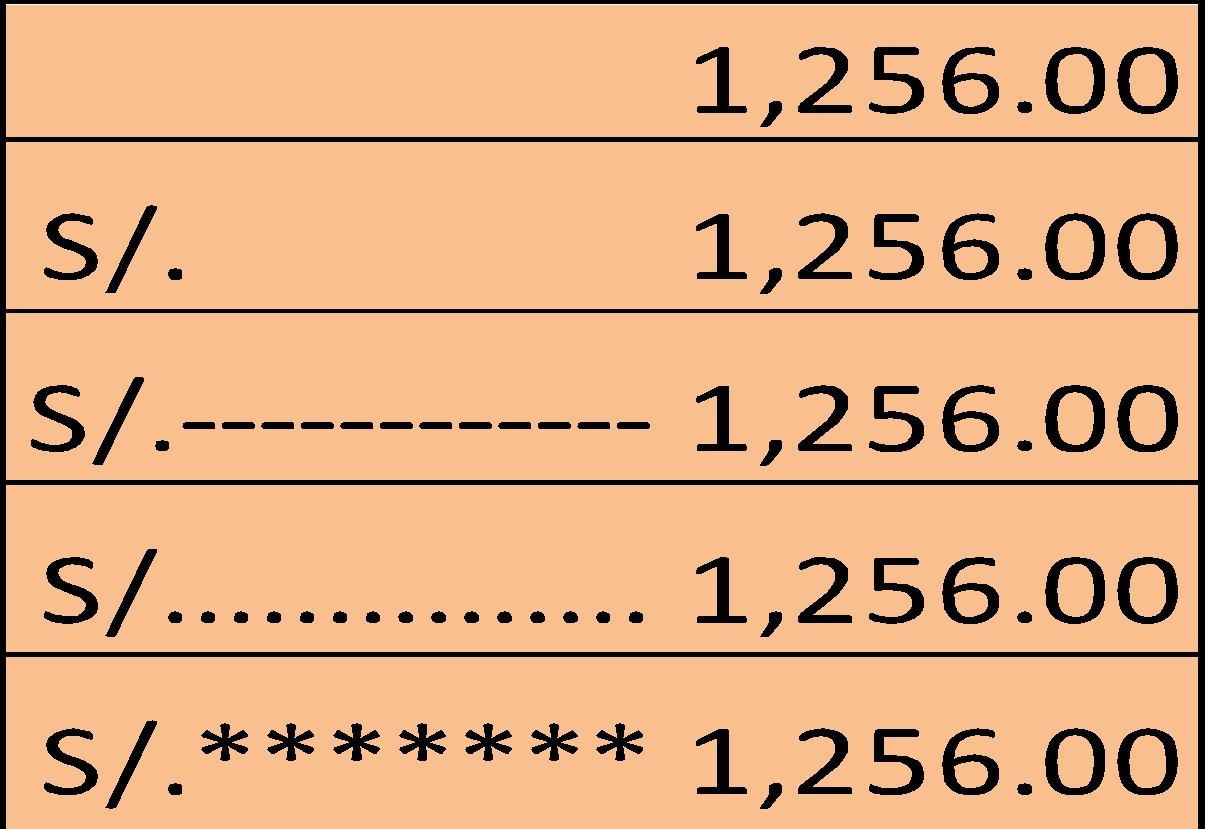 1,256.00
S/. 1,256.00
S/.------------ 1,256.00
S/............... 1,256.00
S/.******* 1,256.00